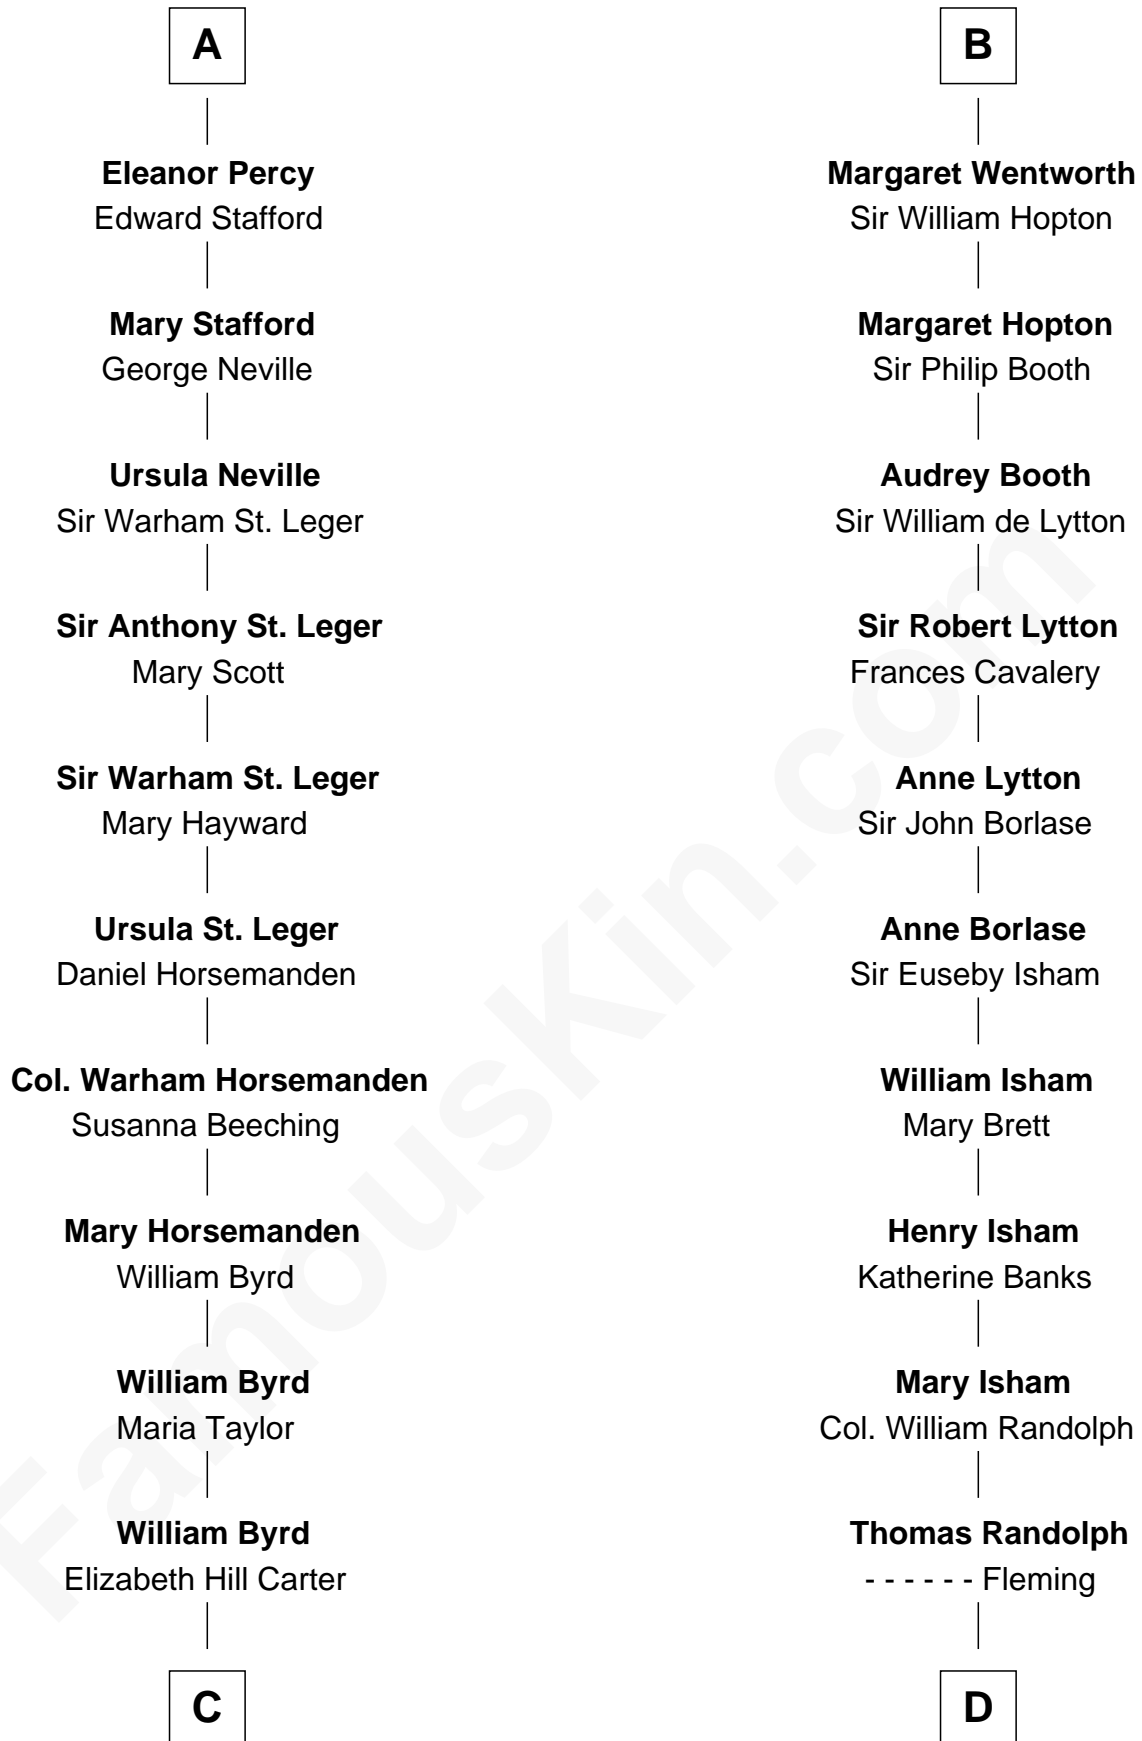 A
Eleanor Percy
Edward Stafford
Mary Stafford
George Neville
Ursula Neville
Sir Warham St. Leger
Sir Anthony St. Leger
Mary Scott
Sir Warham St. Leger
Mary Hayward
Ursula St. Leger
Daniel Horsemanden
Col. Warham Horsemanden
Susanna Beeching
Mary Horsemanden
William Byrd
William Byrd
Maria Taylor
William Byrd
Elizabeth Hill Carter
C
B
Margaret Wentworth
Sir William Hopton
Margaret Hopton
Sir Philip Booth
Audrey Booth
Sir William de Lytton
Sir Robert Lytton
Frances Cavalery
Anne Lytton
Sir John Borlase
Anne Borlase
Sir Euseby Isham
William Isham
Mary Brett
Henry Isham
Katherine Banks
Mary Isham
Col. William Randolph
Thomas Randolph
- - - - - - Fleming
D
FamousKin.com